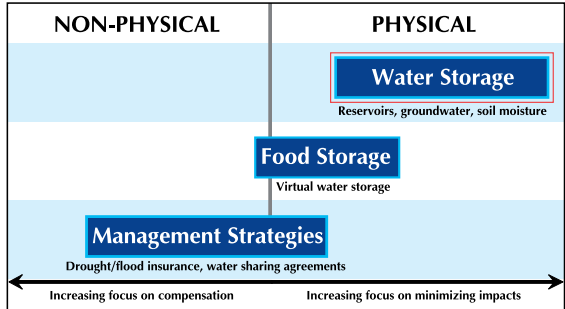 NON-PHYSICAL
PHYSICAL
Water Storage
Reservoirs, groundwater, soil moisture
Food Storage
Virtual water storage
Management Strategies
Drought/flood insurance, water sharing agreements
Increasing focus on compensation
Increasing focus on minimizing impacts